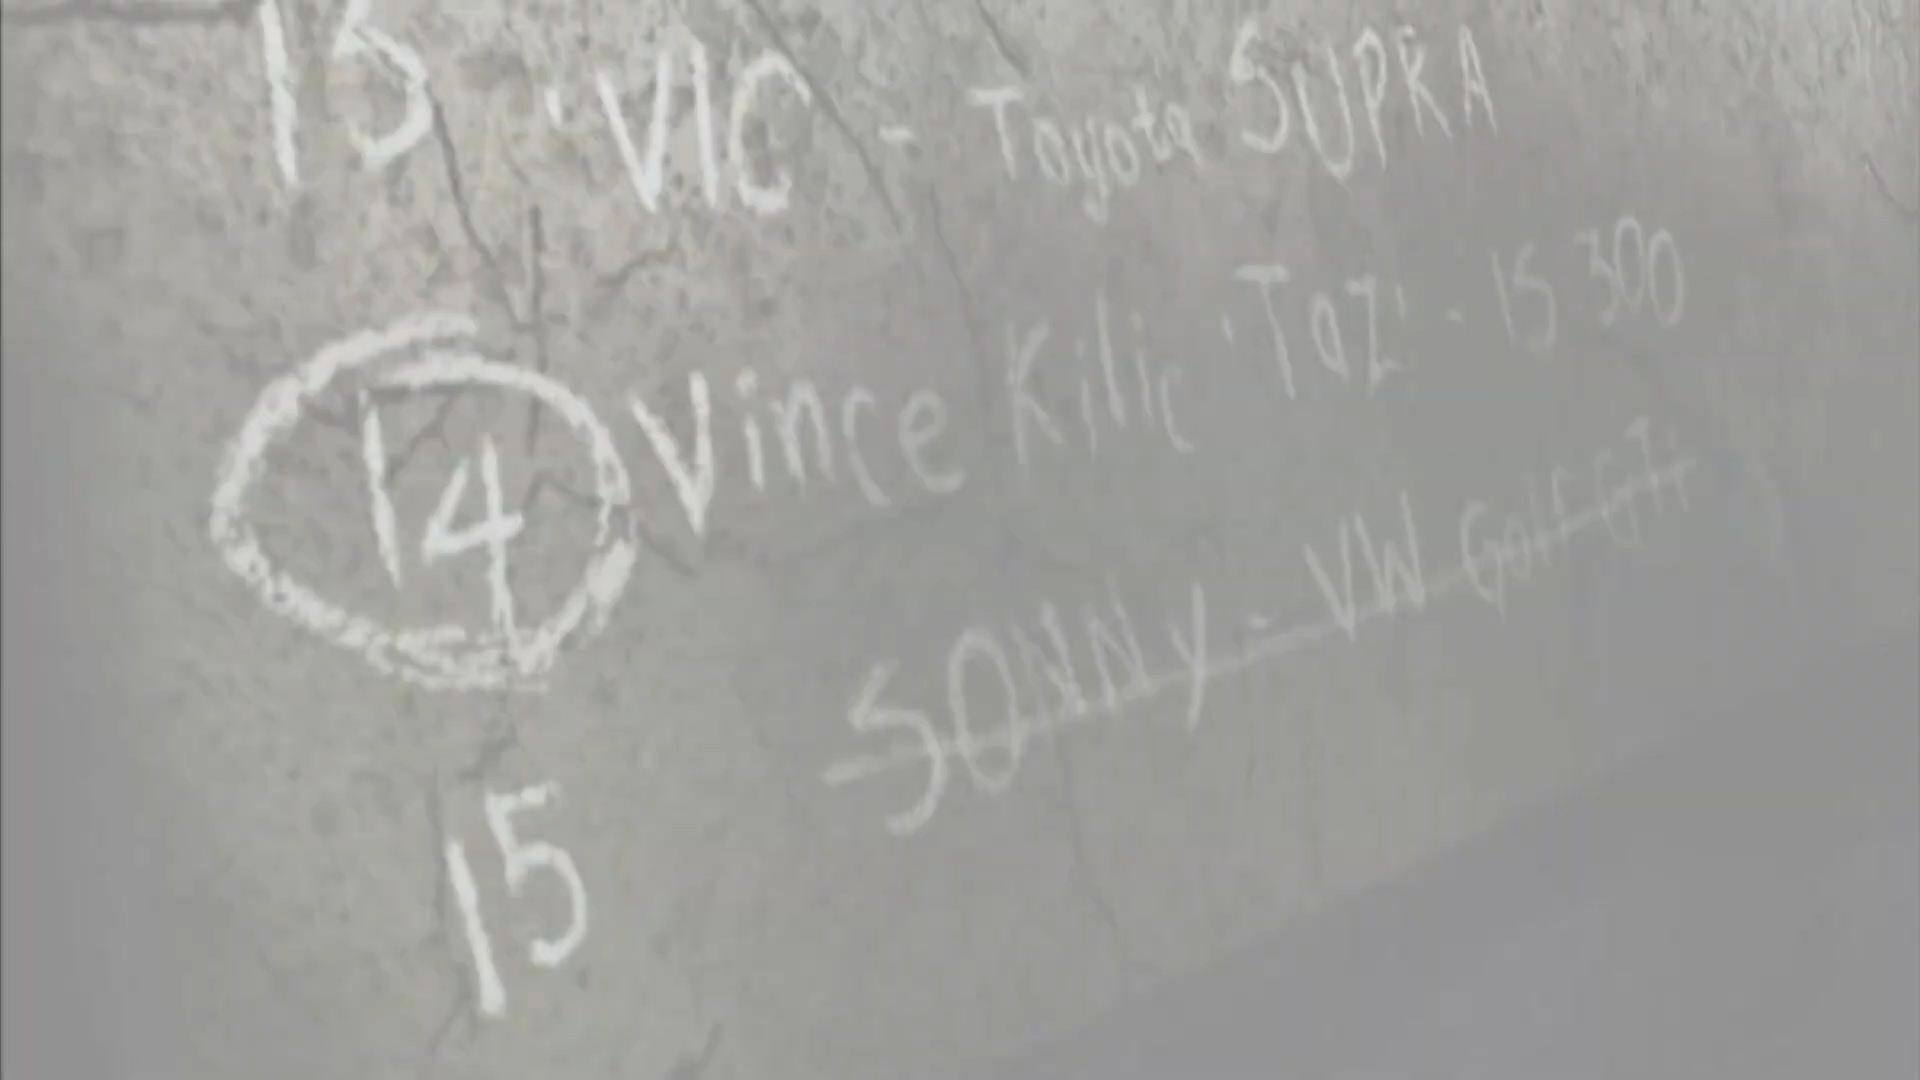 13 'VIC - Toyota SUPRA
14 Vince Kilic 'Taz' - IS 300
15 SONNY - VW Golf GTi